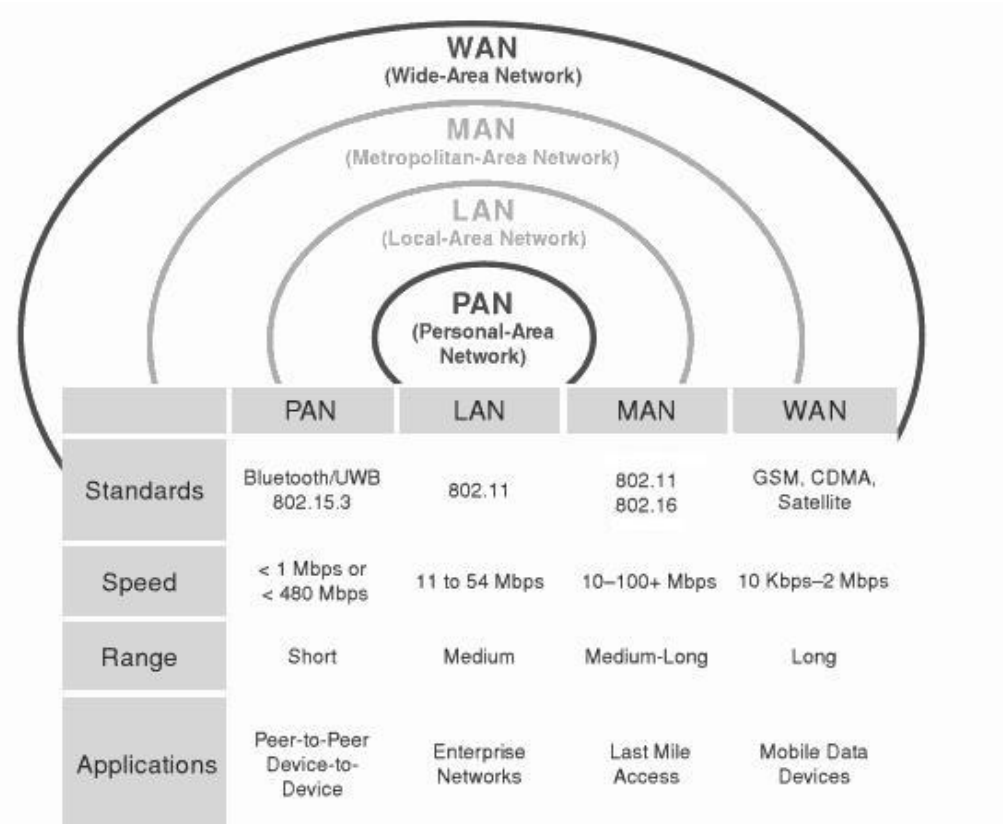 WAN
(Wide-Area Network)
MAN
(Metropolitan-Area Network)
LAN
(Local-Area Network)
PAN
(Personal-Area
Network)
PAN LAN MAN WAN
Standards
Bluetooth/UWB
802.15.3
802.11
802.11
802.16
GSM, CDMA,
Satellite
Speed
< 1 Mbps or
< 480 Mbps
11 to 54 Mbps
10–100+ Mbps
10 Kbps–2 Mbps
Range
Short
Medium
Medium-Long
Long
Applications
Peer-to-Peer
Device-to-
Device
Enterprise
Networks
Last Mile
Access
Mobile Data
Devices